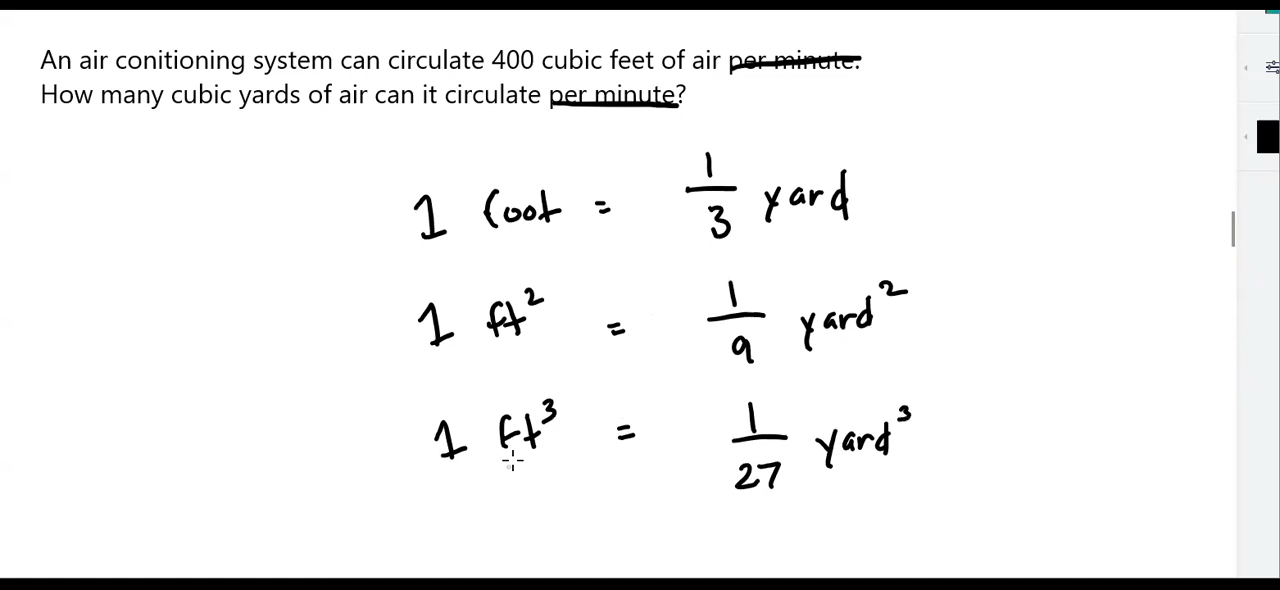 An air conitioning system can circulate 400 cubic feet of air per minute.
How many cubic yards of air can it circulate per minute?
1 foot = 1/3 yard
1 ft² = 1/9 yard²
1 ft³ = 1/27 yard³